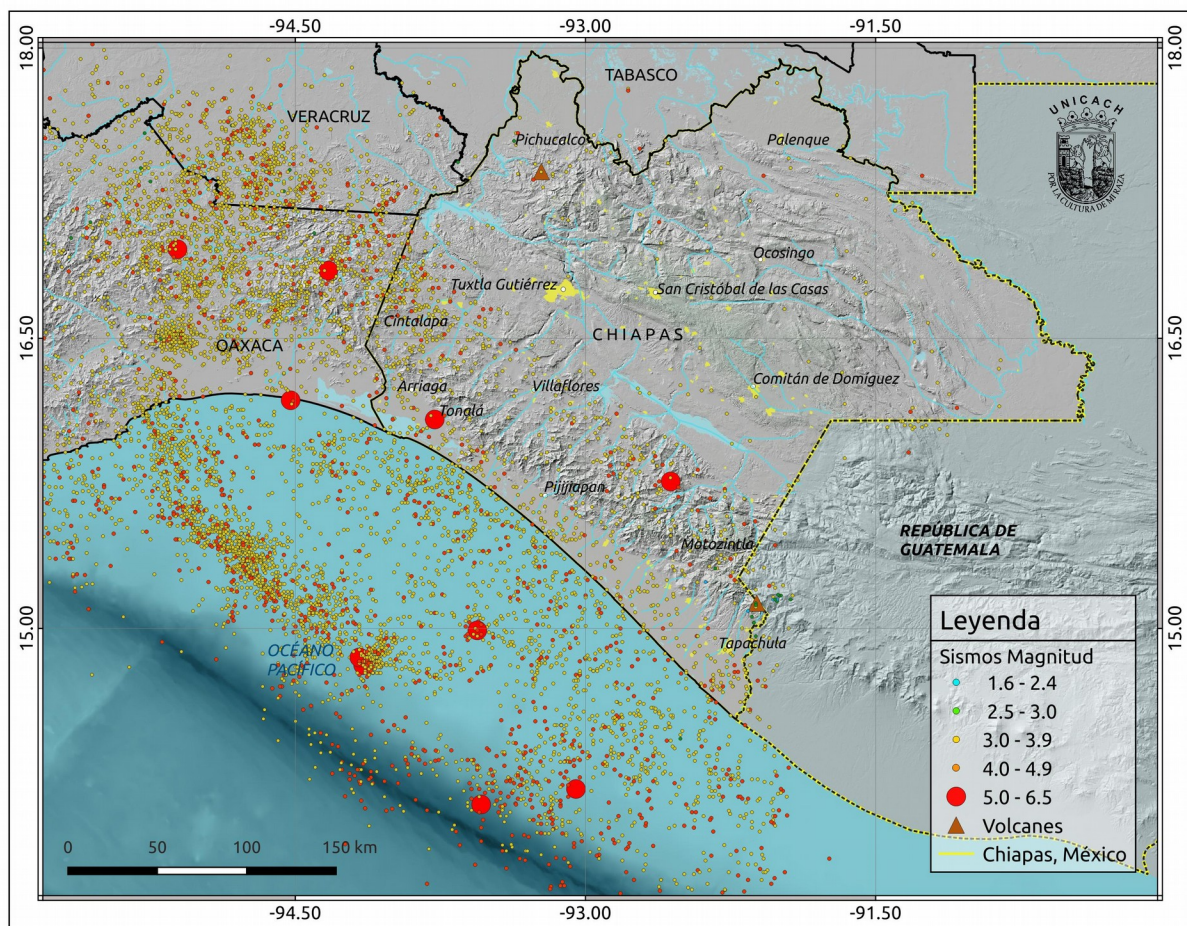 -94.50
-93.00
-91.50
18.00
18.00
TABASCO
VERACRUZ
Pichucalco
Palenque
UNICACH
POR LA CULTURA DE MI RAZA
Ocosingo
Tuxtla Gutiérrez
San Cristóbal de las Casas
Cintalapa
CHIAPAS
16.50
16.50
OAXACA
Arriaga
Villaflores
Comitán de Domíguez
Tonalá
Pijijiapan
Motozintla
REPÚBLICA DE
GUATEMALA
15.00
15.00
Tapachula
OCÉANO
PACÍFICO
Leyenda
Sismos Magnitud
1.6 - 2.4
2.5 - 3.0
3.0 - 3.9
4.0 - 4.9
5.0 - 6.5
Volcanes
Chiapas, México
0 50 100 150 km
-94.50
-93.00
-91.50